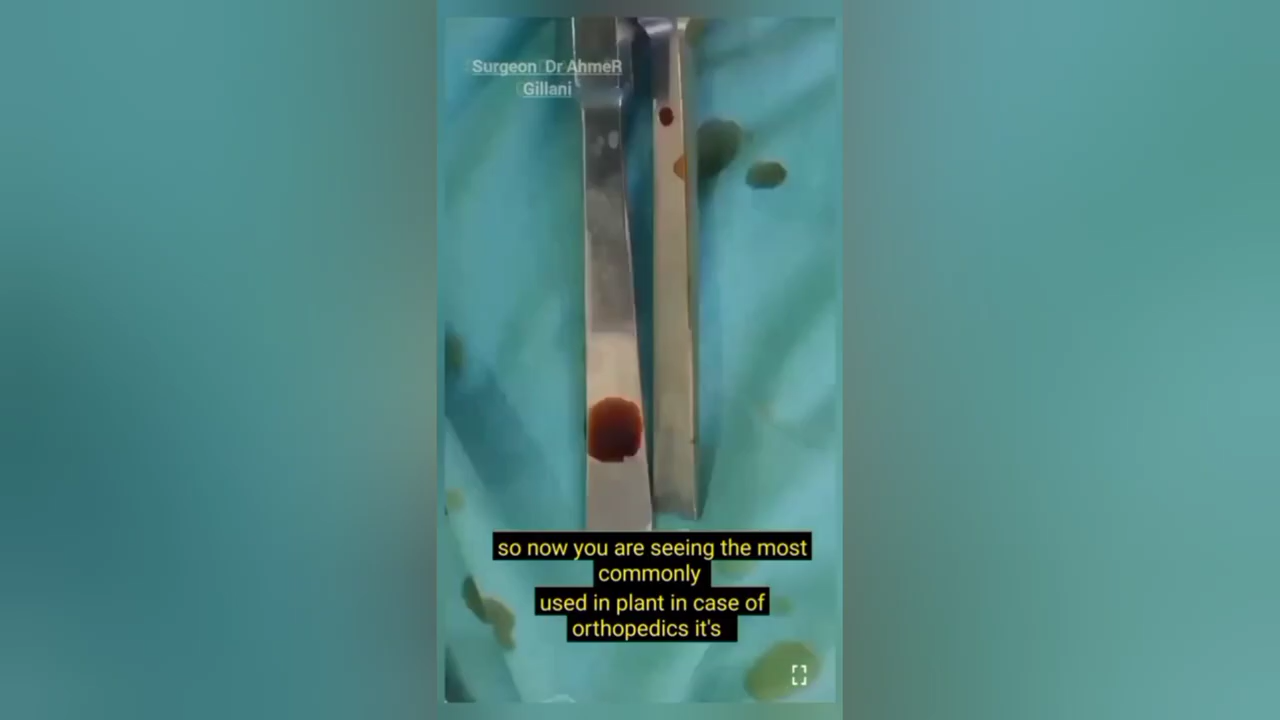 Surgeon Dr AhmeR
Gillani
so now you are seeing the most
commonly
used in plant in case of
orthopedics it's